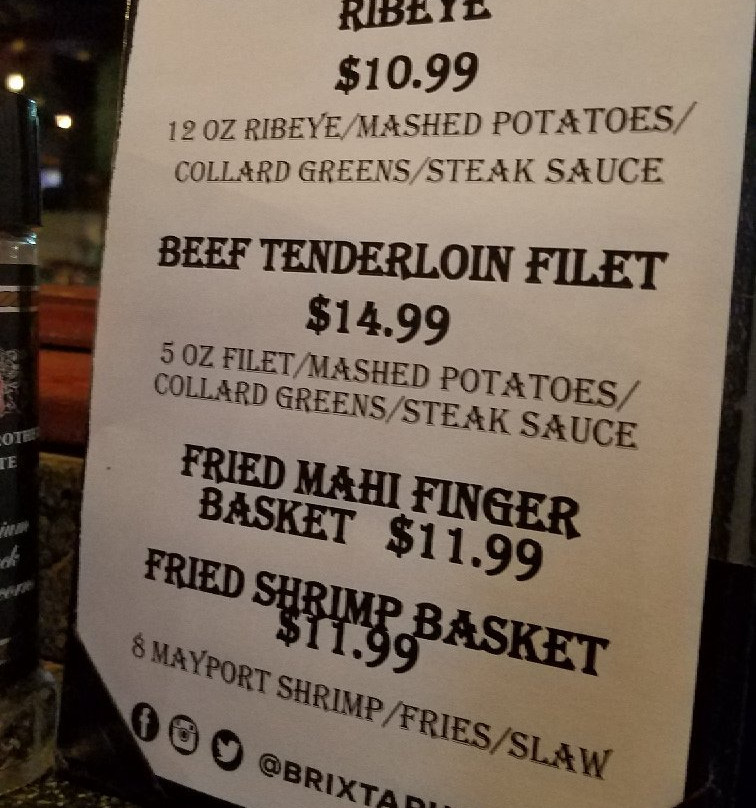 RIBEYE
$10.99
12 OZ RIBEYE/MASHED POTATOES/
COLLARD GREENS/STEAK SAUCE
BEEF TENDERLOIN FILET
$14.99
5 OZ FILET/MASHED POTATOES/
COLLARD GREENS/STEAK SAUCE
FRIED MAHI FINGER
BASKET $11.99
FRIED SHRIMP BASKET
$11.99
8 MAYPORT SHRIMP/FRIES/SLAW